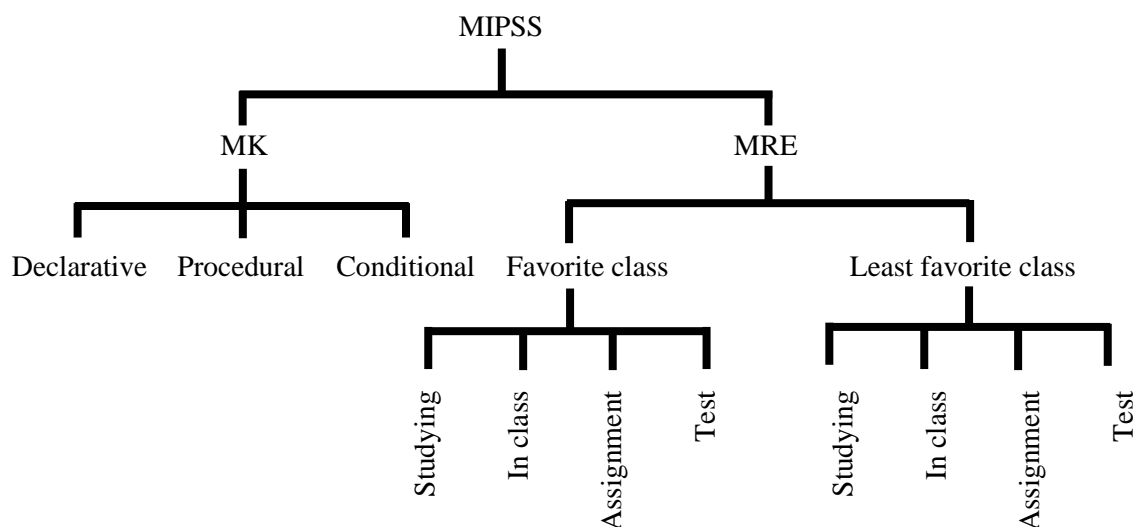 MIPSS
MK MRE
Declarative Procedural Conditional Favorite class Least favorite class
Studying
In class
Assignment
Test
Studying
In class
Assignment
Test